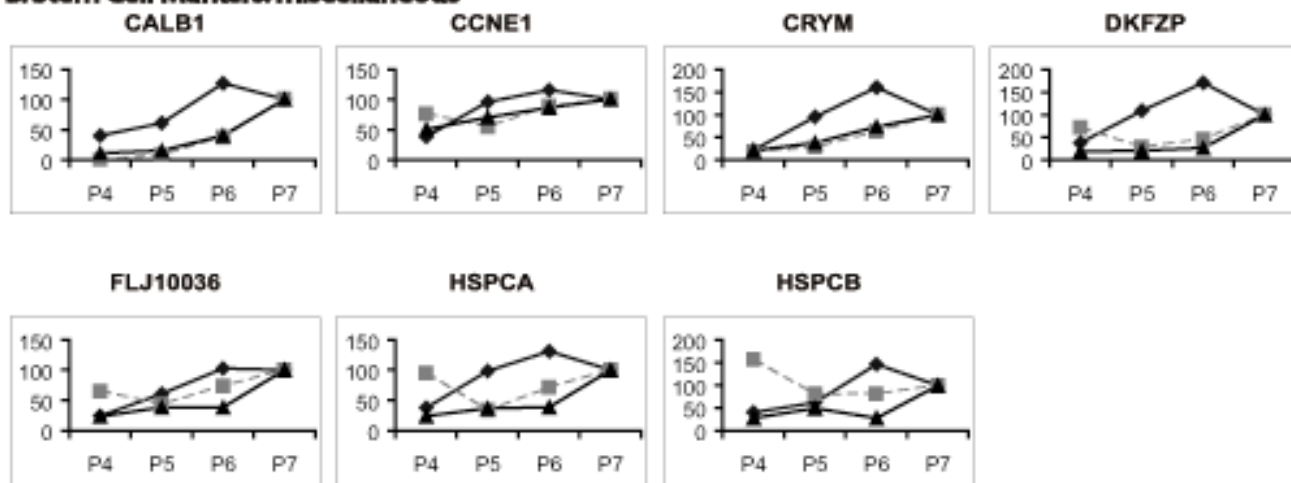 CALB1 CCNE1 CRYM DKFZP
150 150 200 200
100 100 150 150
50 50 100 100
0 0 50 50
0 0
P4 P5 P6 P7 P4 P5 P6 P7 P4 P5 P6 P7 P4 P5 P6 P7
FLJ10036 HSPCA HSPCB
150 150 200
100 100 150
50 50 100
0 0 50
0
P4 P5 P6 P7 P4 P5 P6 P7 P4 P5 P6 P7